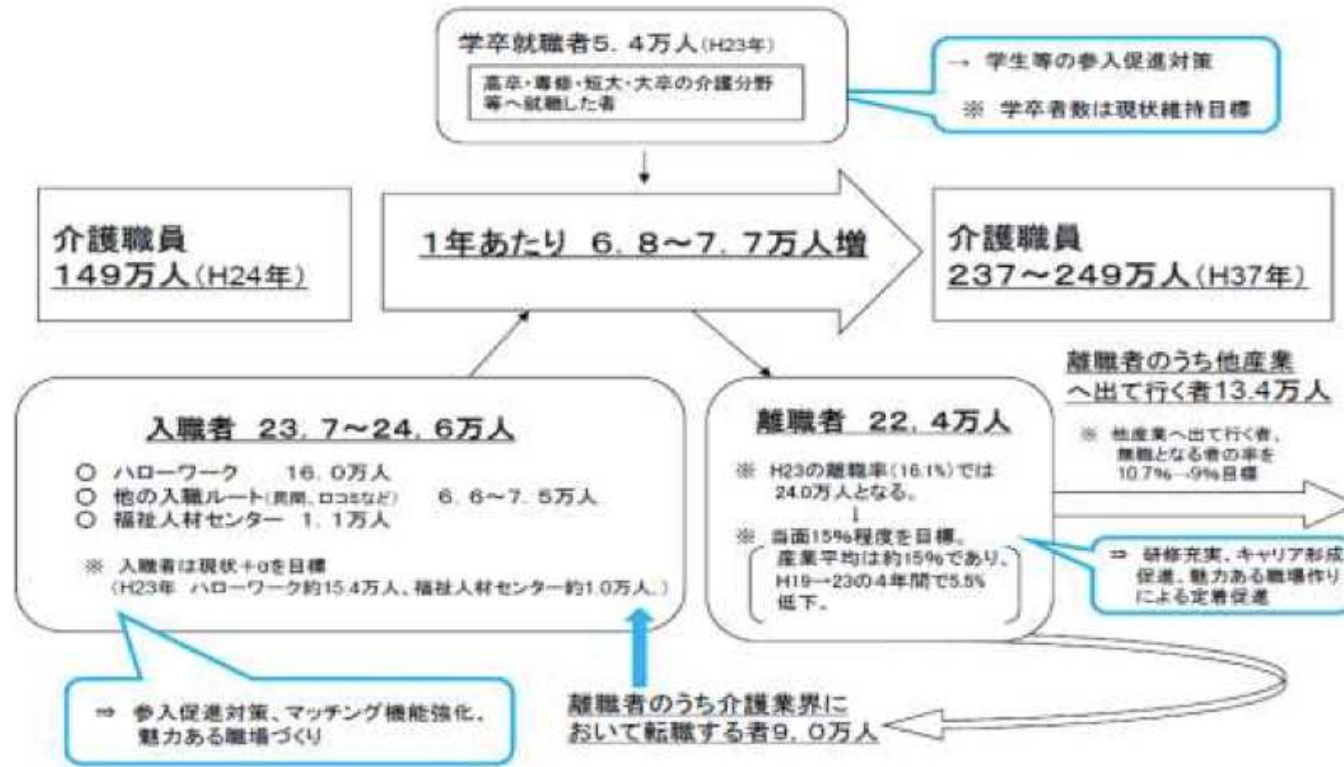 学卒就職者5.4万人(H23年)
高卒・専修・短大・大卒の介護分野
等へ就職した者
→ 学生等の参入促進対策
※ 学卒者数は現状維持目標
介護職員
149万人(H24年)
1年あたり 6.8～7.7万人増
介護職員
237～249万人(H37年)
入職者 23.7～24.6万人
○ ハローワーク 16.0万人
○ 他の入職ルート(民間、口コミなど) 6.6～7.5万人
○ 福祉人材センター 1.1万人
※ 入職者は現状+αを目標
(H23年 ハローワーク約15.4万人、福祉人材センター約1.0万人。)
⇒ 参入促進対策、マッチング機能強化、
魅力ある職場づくり
離職者 22.4万人
※ H23の離職率(16.1%)では
24.0万人となる。
↓
※ 当面15%程度を目標。
産業平均は約15%であり、
H19→23の4年間で5.5%
低下。
離職者のうち他産業
へ出て行く者13.4万人
※ 他産業へ出て行く者、
無職となる者の率を
10.7%→9%目標
⇒ 研修充実、キャリア形成
促進、魅力ある職場作り
による定着促進
離職者のうち介護業界に
おいて転職する者9.0万人